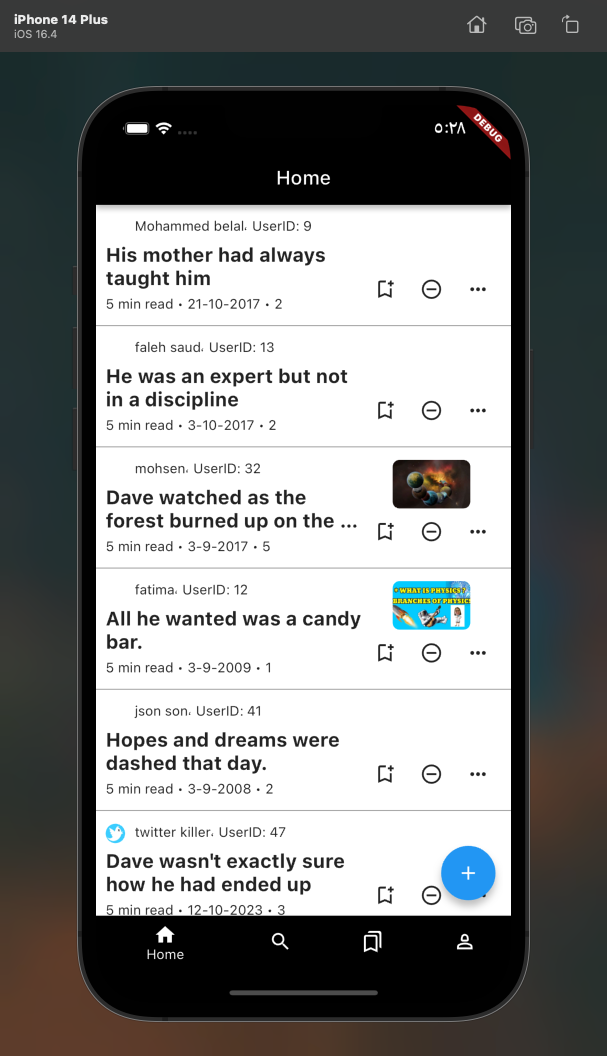 iPhone 14 Plus
iOS 16.4
٥:٢٨
DEBUG
Home
Mohammed belal، UserID: 9
His mother had always
taught him
5 min read • 21-10-2017 • 2
faleh saud، UserID: 13
He was an expert but not
in a discipline
5 min read • 3-10-2017 • 2
mohsen، UserID: 32
Dave watched as the
forest burned up on the ...
5 min read • 3-9-2017 • 5
fatima، UserID: 12
• WHAT IS PHYSICS?
BRANCHES OF PHYSIC
All he wanted was a candy
bar.
5 min read • 3-9-2009 • 1
json son، UserID: 41
Hopes and dreams were
dashed that day.
5 min read • 3-9-2008 • 2
twitter killer، UserID: 47
Dave wasn't exactly sure
how he had ended up
5 min read • 12-10-2023 • 3
Home